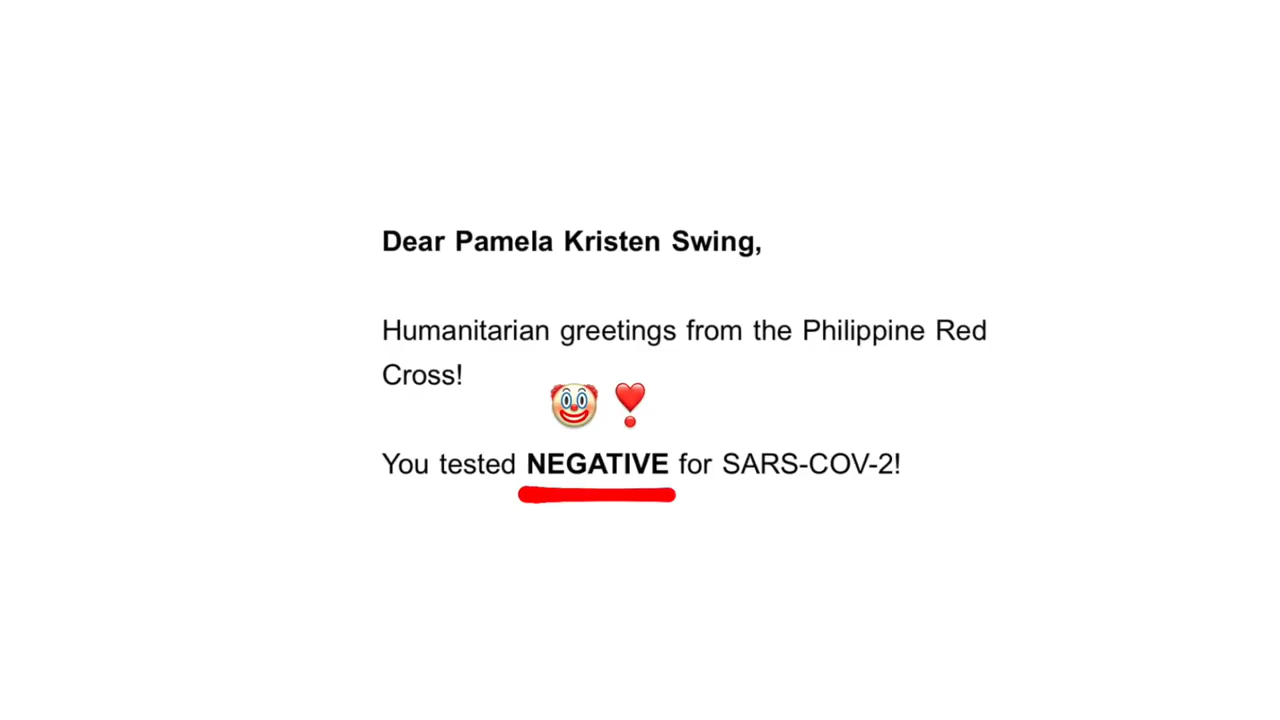 Dear Pamela Kristen Swing,
Humanitarian greetings from the Philippine Red
Cross!
You tested NEGATIVE for SARS-COV-2!